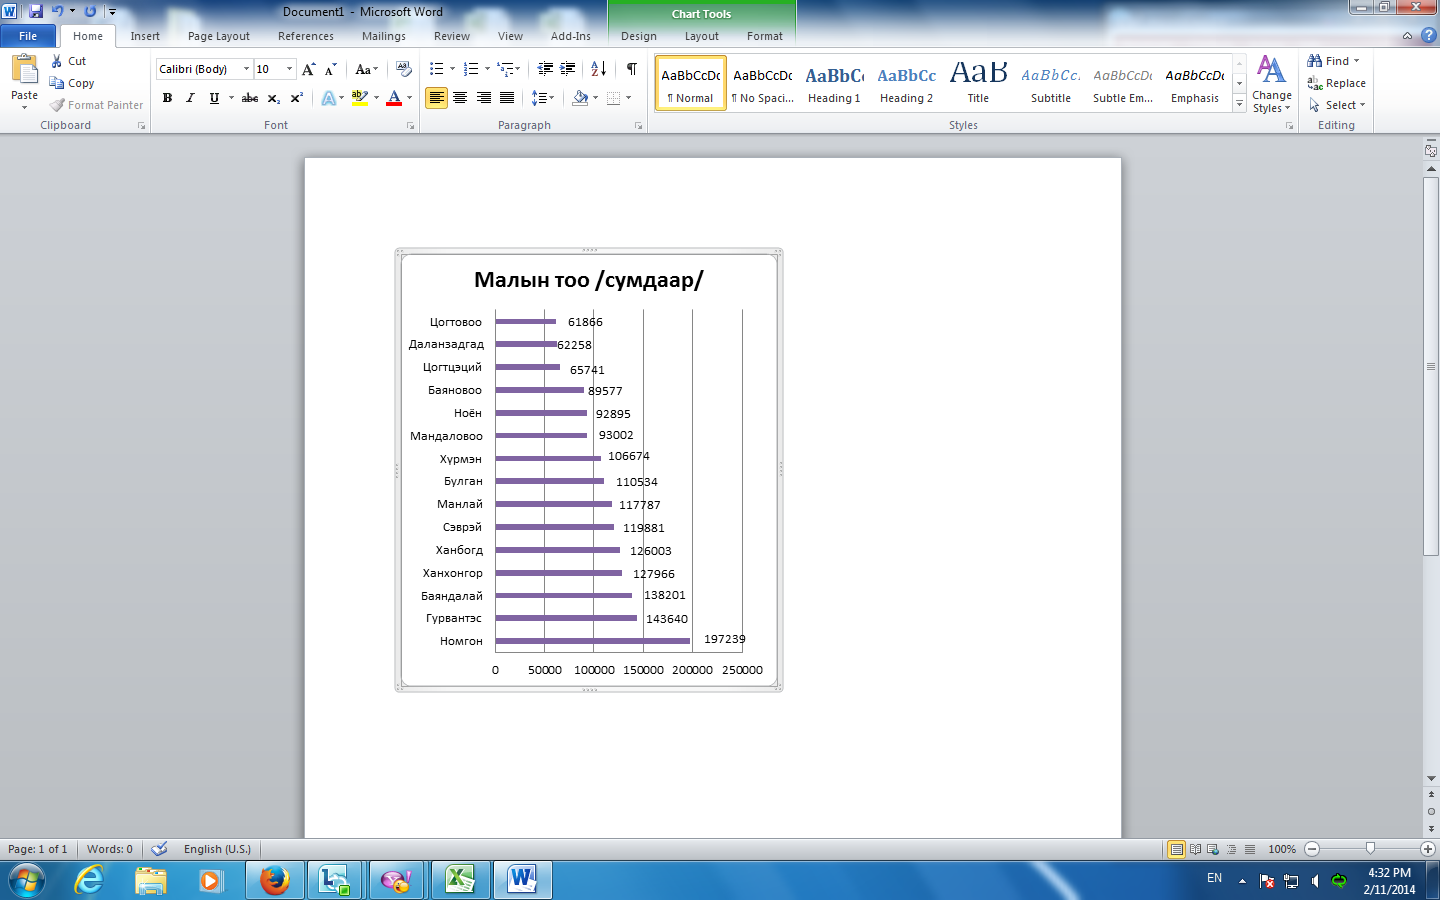 Document1 - Microsoft Word
Chart Tools
File Home Insert Page Layout References Mailings Review View Add-Ins Design Layout Format
Paste
Cut
Copy
Format Painter
Clipboard
Calibri (Body) 10
Font
Paragraph
AaBbCcDc AaBbCcDc AaBbCc AaBbCc AaB AaBbCc. AaBbCcDc AaBbCcDc
¶ Normal ¶ No Spaci... Heading 1 Heading 2 Title Subtitle Subtle Em... Emphasis
Styles
Change Styles
Find
Replace
Select
Editing
Малын тоо /сумдаар/
Цогтовоо 61866
Даланзадгад 62258
Цогтцэций 65741
Баяновоо 89577
Ноён 92895
Мандаловоо 93002
Хүрмэн 106674
Булган 110534
Манлай 117787
Сэврэй 119881
Ханбогд 126003
Ханхонгор 127966
Баяндалай 138201
Гурвантэс 143640
Номгон 197239
0 50000 100000 150000 200000 250000
Page: 1 of 1 Words: 0 English (U.S.) 100%
EN 4:32 PM
2/11/2014